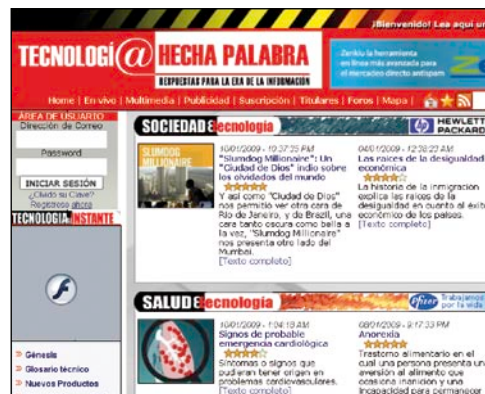 ¡Bienvenido! Lea aquí un
TECNOLOGÍ@ HECHA PALABRA
RESPUESTAS PARA LA ERA DE LA INFORMACIÓN
Zenkiu la herramienta
en línea más avanzada para
el mercadeo directo antispam
Home | En vivo | Multimedia | Publicidad | Suscripción | Titulares | Foros | Mapa |
ÁREA DE USUARIO
Dirección de Correo
Password
INICIAR SESIÓN
¿Olvidó su Clave?
Regístrese ahora
TECNOLOGIA INSTANTE
» Génesis
» Glosario técnico
» Nuevos Productos
SOCIEDAD&Tecnología
HEWLETT
PACKARD
10/01/2009 - 10:37:35 PM
"Slumdog Millionaire": Un
"Ciudad de Dios" indio sobre
los olvidados del mundo
Y así como "Ciudad de Dios"
nos permitió ver otra cara de
Río de Janeiro, y de Brazil, una
cara tanto oscura como bella a
la vez, "Slumdog Millionaire"
nos presenta otro lado del
Mumbai.
[Texto completo]
SLUMDOG
MILLIONAIRE
04/01/2009 - 12:38:23 AM
Las raíces de la desigualdad
económica
La historia de la inmigración
explica las raíces de la
desigualdad en cuanto al éxito
económico de los países.
[Texto completo]
SALUD&Tecnología
Pfizer
Trabajamos
por la vida
10/01/2009 - 1:04:18 AM
Signos de probable
emergencia cardiológica
Síntomas o signos que
pudieran tener origen en
problemas cardiovasculares.
[Texto completo]
08/01/2009 - 9:17:33 PM
Anorexia
Trastorno alimentario en el
cual una persona presenta una
aversión al alimento que
ocasiona inanición y una
incapacidad para permanecer